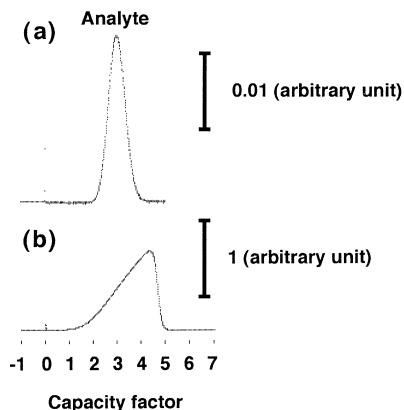 Analyte
(a)
0.01 (arbitrary unit)
(b)
1 (arbitrary unit)
-1 0 1 2 3 4 5 6 7
Capacity factor